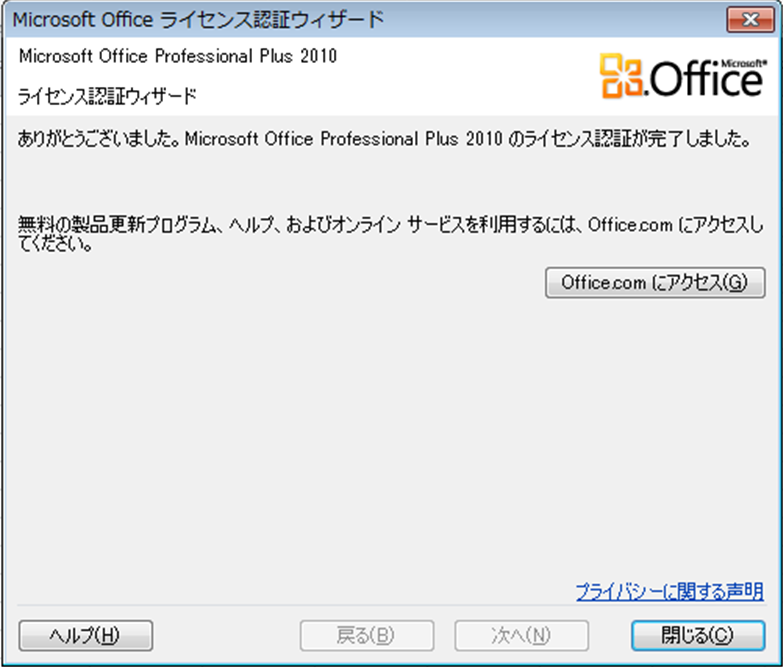 Microsoft Office ライセンス認証ウィザード
Microsoft Office Professional Plus 2010
ライセンス認証ウィザード
Microsoft®
Office
ありがとうございました。Microsoft Office Professional Plus 2010 のライセンス認証が完了しました。
無料の製品更新プログラム、ヘルプ、およびオンライン サービスを利用するには、Office.com にアクセスし
てください。
Office.com にアクセス(G)
プライバシーに関する声明
ヘルプ(H)
戻る(B)
次へ(N)
閉じる(C)